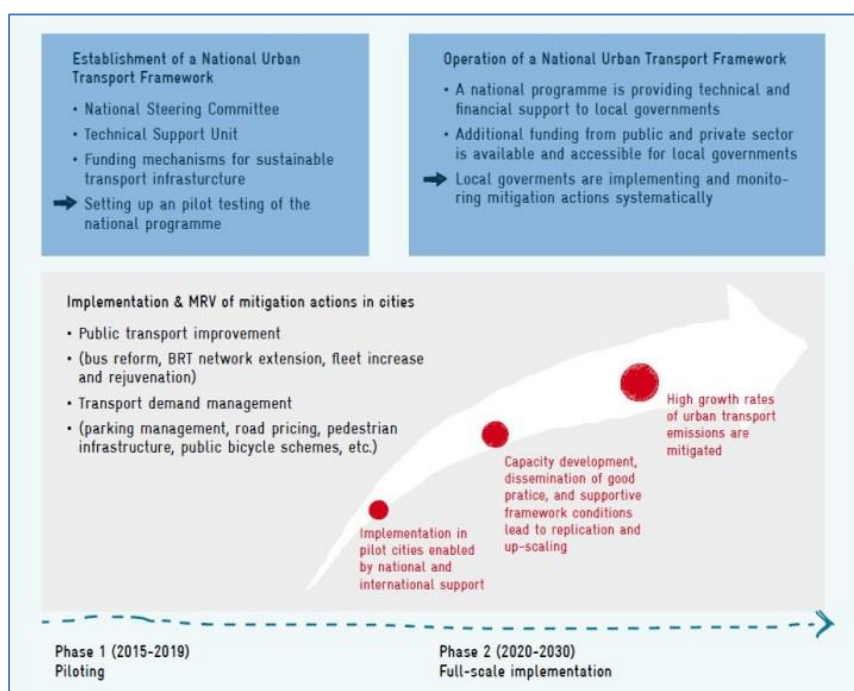 Establishment of a National Urban
Transport Framework
• National Steering Committee
• Technical Support Unit
• Funding mechanisms for sustainable
transport infrasturcture
Setting up an pilot testing of the
national programme
Operation of a National Urban Transport Framework
• A national programme is providing technical and
financial support to local governments
• Additional funding from public and private sector
is available and accessible for local governments
Local goverments are implementing and monito-
ring mitigation actions systematically
Implementation & MRV of mitigation actions in cities
• Public transport improvement
• (bus reform, BRT network extension, fleet increase
and rejuvenation)
• Transport demand management
• (parking management, road pricing, pedestrian
infrastructure, public bicycle schemes, etc.)
Implementation in
pilot cities enabled
by national and
international support
Capacity development,
dissemination of good
pratice, and supportive
framework conditions
lead to replication and
up-scaling
High growth rates
of urban transport
emissions are
mitigated
Phase 1 (2015-2019)
Piloting
Phase 2 (2020-2030)
Full-scale implementation